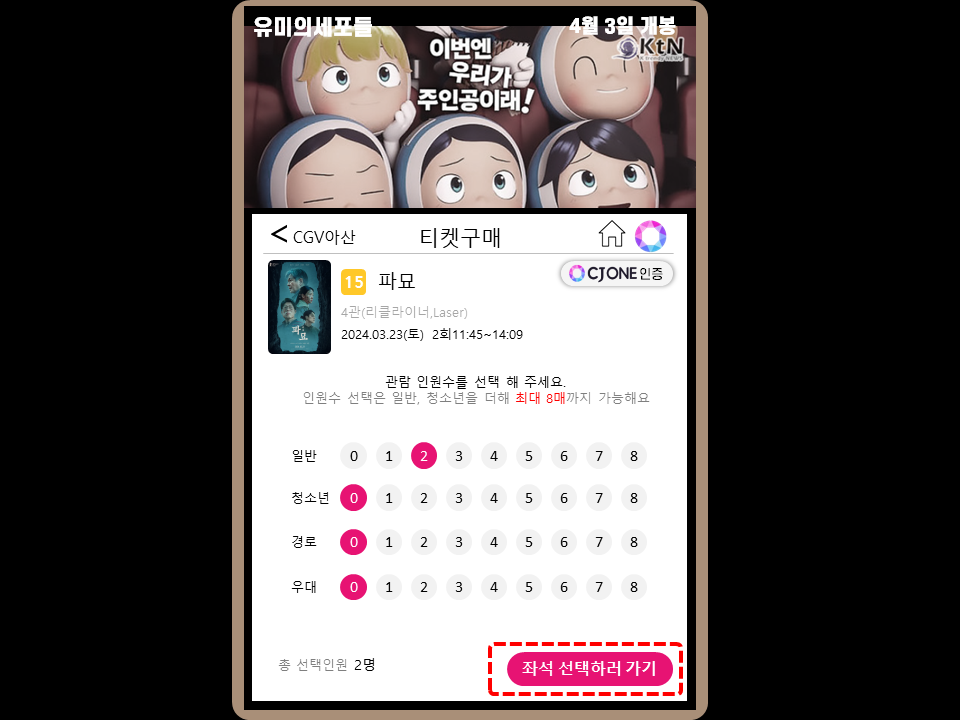 유미의세포들 4월 3일 개봉
이번엔
우리가
주인공이래!
KtN
K trendy NEWS
< CGV아산 티켓구매
15 파묘
CJ ONE 인증
4관(리클라이너,Laser)
2024.03.23(토) 2회11:45~14:09
파묘
관람 인원수를 선택 해 주세요.
인원수 선택은 일반, 청소년을 더해 최대 8매까지 가능해요
일반 0 1 2 3 4 5 6 7 8
청소년 0 1 2 3 4 5 6 7 8
경로 0 1 2 3 4 5 6 7 8
우대 0 1 2 3 4 5 6 7 8
총 선택인원 2명
좌석 선택하러 가기